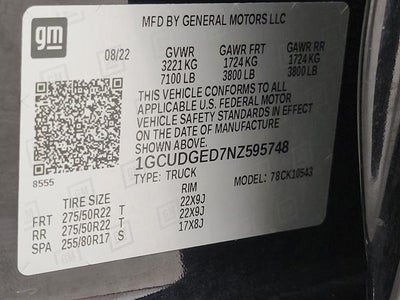 MFD BY GENERAL MOTORS LLC
gm
08/22 GVWR GAWR FRT GAWR RR
3221 KG 1724 KG 1724 KG
7100 LB 3800 LB 3800 LB
THIS VEHICLE CONFORMS TO ALL
APPLICABLE U.S. FEDERAL MOTOR
VEHICLE SAFETY STANDARDS IN EFFECT
ON THE DATE OF MANUFACTURE
SHOWN ABOVE.
1GCUDGED7NZ595748
8555 TYPE: TRUCK MODEL: 78CK10543
TIRE SIZE RIM
FRT 275/50R22 T 22X9J
RR 275/50R22 T 22X9J
SPA 255/80R17 S 17X8J